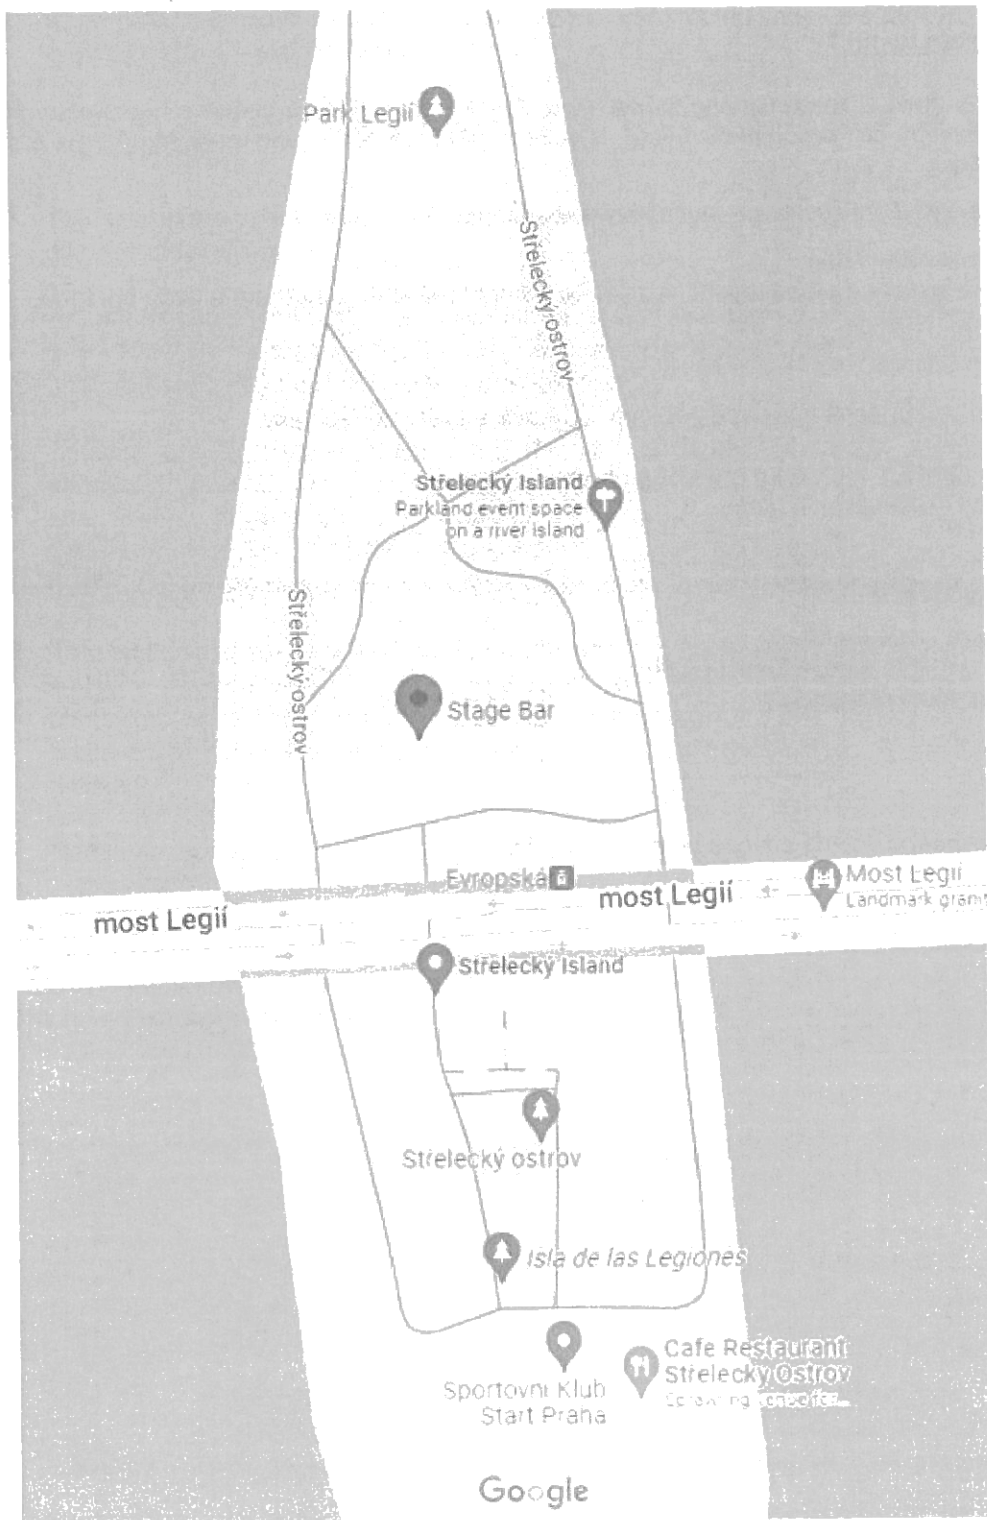 Park Legií
Střelecký ostrov
Střelecký Island
Parkland event space
on a river island
Střelecký ostrov
Stage Bar
Evropská
most Legií
most Legií
Most Legií
Landmark granit
Střelecký Island
Střelecký ostrov
Isla de las Legiones
Cafe Restaurant
Střelecký Ostrov
Sportovní Klub
Start Praha
Google